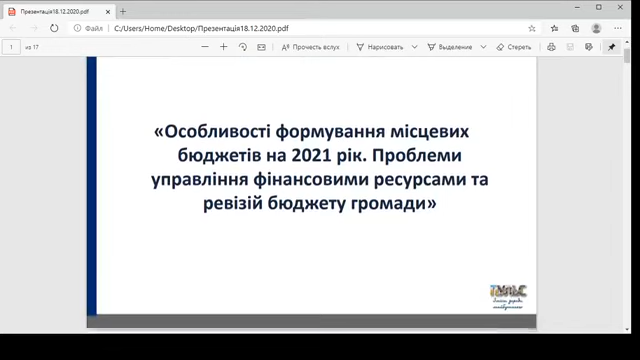 Презентація18.12.2020.pdf
Файл C:/Users/Home/Desktop/Презентація18.12.2020.pdf
1 из 17 Прочесть вслух Нарисовать Выделение Стереть
«Особливості формування місцевих
бюджетів на 2021 рік. Проблеми
управління фінансовими ресурсами та
ревізій бюджету громади»